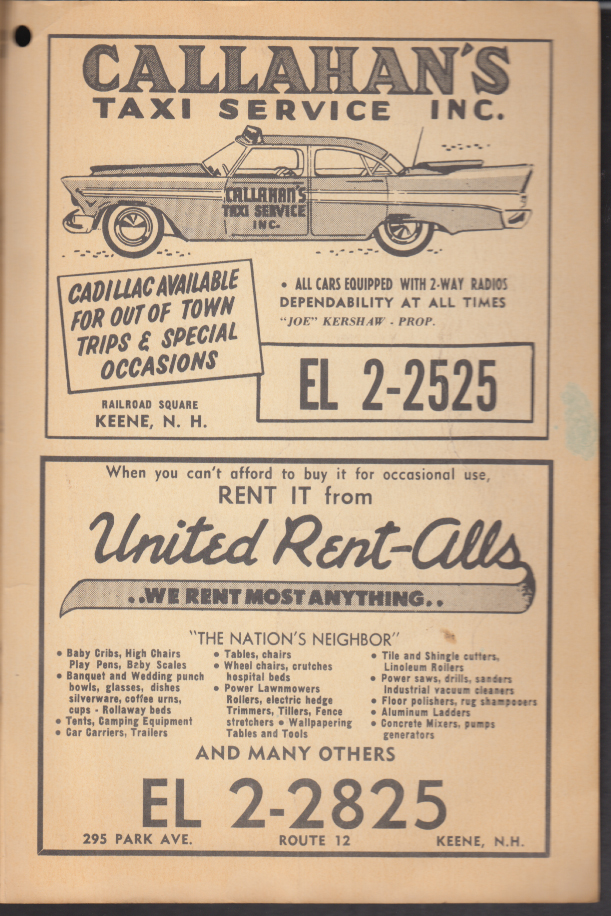 CALLAHAN'S
TAXI SERVICE INC.
CALLAHAN'S
TAXI SERVICE
INC.
CADILLAC AVAILABLE
FOR OUT OF TOWN
TRIPS & SPECIAL
OCCASIONS
• ALL CARS EQUIPPED WITH 2-WAY RADIOS
DEPENDABILITY AT ALL TIMES
"JOE" KERSHAW - PROP.
EL 2-2525
RAILROAD SQUARE
KEENE, N. H.
When you can't afford to buy it for occasional use,
RENT IT from
United Rent-Alls
..WE RENT MOST ANYTHING..
"THE NATION'S NEIGHBOR"
• Baby Cribs, High Chairs
Play Pens, Baby Scales
• Banquet and Wedding punch
bowls, glasses, dishes
silverware, coffee urns,
cups - Rollaway beds
• Tents, Camping Equipment
• Car Carriers, Trailers
• Tables, chairs
• Wheel chairs, crutches
hospital beds
• Power Lawnmowers
Rollers, electric hedge
Trimmers, Tillers, Fence
stretchers • Wallpapering
Tables and Tools
• Tile and Shingle cutters,
Linoleum Rollers
• Power saws, drills, sanders
Industrial vacuum cleaners
• Floor polishers, rug shampooers
• Aluminum Ladders
• Concrete Mixers, pumps
generators
AND MANY OTHERS
EL 2-2825
295 PARK AVE. ROUTE 12 KEENE, N.H.